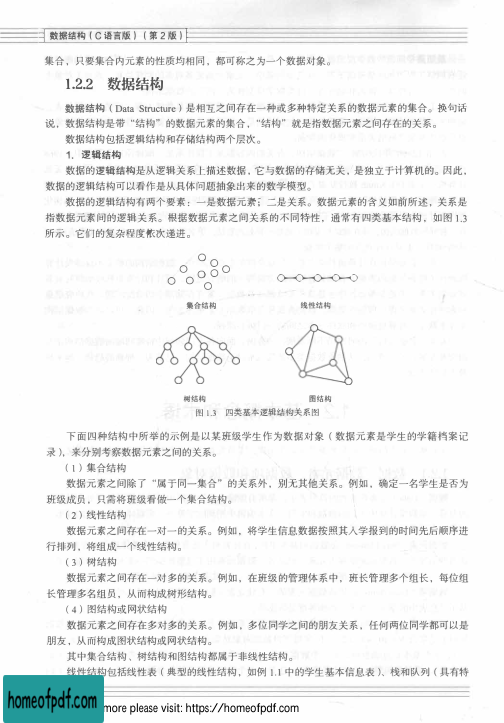 数据结构（C 语言版）（第 2 版）
集合，只要集合内元素的性质均相同，都可称之为一个数据对象。
1.2.2 数据结构
数据结构（Data Structure）是相互之间存在一种或多种特定关系的数据元素的集合。换句话
说，数据结构是带“结构”的数据元素的集合，“结构”就是指数据元素之间存在的关系。
数据结构包括逻辑结构和存储结构两个层次。
1. 逻辑结构
数据的逻辑结构是从逻辑关系上描述数据，它与数据的存储无关，是独立于计算机的。因此，
数据的逻辑结构可以看作是从具体问题抽象出来的数学模型。
数据的逻辑结构有两个要素：一是数据元素；二是关系。数据元素的含义如前所述，关系是
指数据元素间的逻辑关系。根据数据元素之间关系的不同特性，通常有四类基本结构，如图 1.3
所示。它们的复杂程度依次递进。
集合结构 线性结构
树结构 图结构
图 1.3 四类基本逻辑结构关系图
下面四种结构中所举的示例是以某班级学生作为数据对象（数据元素是学生的学籍档案记
录），来分别考察数据元素之间的关系。
（1）集合结构
数据元素之间除了“属于同一集合”的关系外，别无其他关系。例如，确定一名学生是否为
班级成员，只需将班级看做一个集合结构。
（2）线性结构
数据元素之间存在一对一的关系。例如，将学生信息数据按照其入学报到的时间先后顺序进
行排列，将组成一个线性结构。
（3）树结构
数据元素之间存在一对多的关系。例如，在班级的管理体系中，班长管理多个组长，每位组
长管理多名组员，从而构成树形结构。
（4）图结构或网状结构
数据元素之间存在多对多的关系。例如，多位同学之间的朋友关系，任何两位同学都可以是
朋友，从而构成图状结构或网状结构。
其中集合结构，树结构和图结构都属于非线性结构。
线性结构包括线性表（典型的线性结构，如例 1.1 中的学生基本信息表）、栈和队列（具有特
homeofpdf.com
more please visit: https://homeofpdf.com